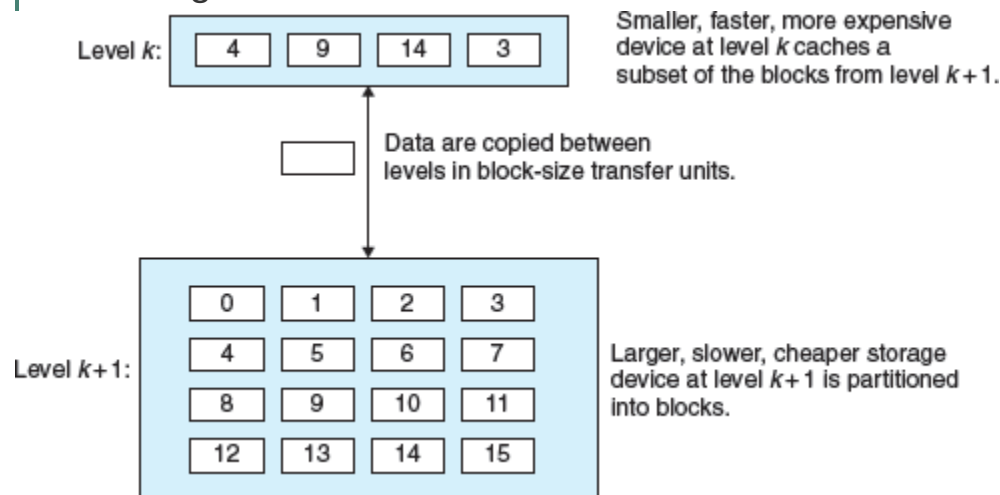 Level k:
4 9 14 3
Smaller, faster, more expensive
device at level k caches a
subset of the blocks from level k+1.
Data are copied between
levels in block-size transfer units.
Level k+1:
0 1 2 3
4 5 6 7
8 9 10 11
12 13 14 15
Larger, slower, cheaper storage
device at level k+1 is partitioned
into blocks.